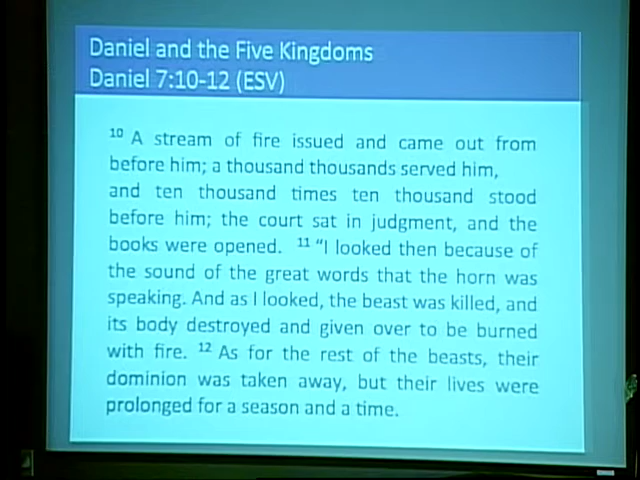 Daniel and the Five Kingdoms
Daniel 7:10-12 (ESV)
10 A stream of fire issued and came out from
before him; a thousand thousands served him,
and ten thousand times ten thousand stood
before him; the court sat in judgment, and the
books were opened. 11 “I looked then because of
the sound of the great words that the horn was
speaking. And as I looked, the beast was killed, and
its body destroyed and given over to be burned
with fire. 12 As for the rest of the beasts, their
dominion was taken away, but their lives were
prolonged for a season and a time.